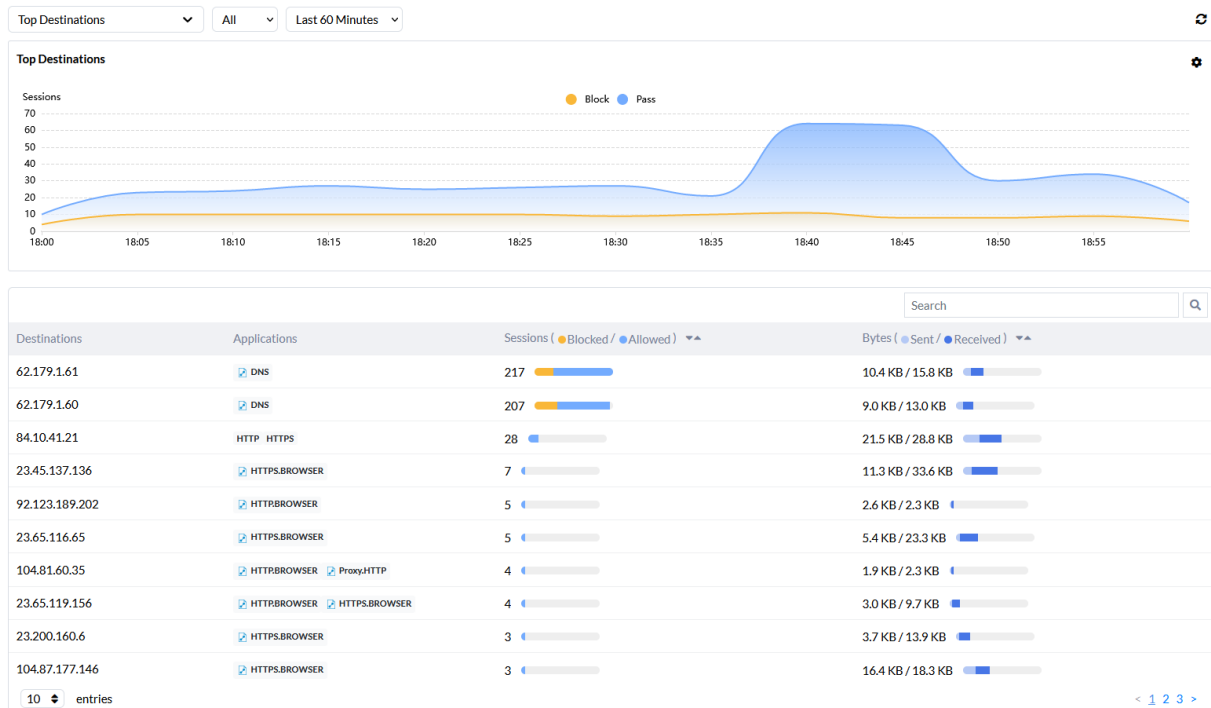 Top Destinations All Last 60 Minutes
Top Destinations
Sessions Block Pass
70
60
50
40
30
20
10
0
18:00 18:05 18:10 18:15 18:20 18:25 18:30 18:35 18:40 18:45 18:50 18:55
Search
Destinations Applications Sessions ( Blocked / Allowed ) Bytes ( Sent / Received )
62.179.1.61 DNS 217 10.4 KB / 15.8 KB
62.179.1.60 DNS 207 9.0 KB / 13.0 KB
84.10.41.21 HTTP HTTPS 28 21.5 KB / 28.8 KB
23.45.137.136 HTTPS.BROWSER 7 11.3 KB / 33.6 KB
92.123.189.202 HTTP.BROWSER 5 2.6 KB / 2.3 KB
23.65.116.65 HTTPS.BROWSER 5 5.4 KB / 23.3 KB
104.81.60.35 HTTP.BROWSER Proxy.HTTP 4 1.9 KB / 2.3 KB
23.65.119.156 HTTP.BROWSER HTTPS.BROWSER 4 3.0 KB / 9.7 KB
23.200.160.6 HTTPS.BROWSER 3 3.7 KB / 13.9 KB
104.87.177.146 HTTPS.BROWSER 3 16.4 KB / 18.3 KB
10 entries < 1 2 3 >